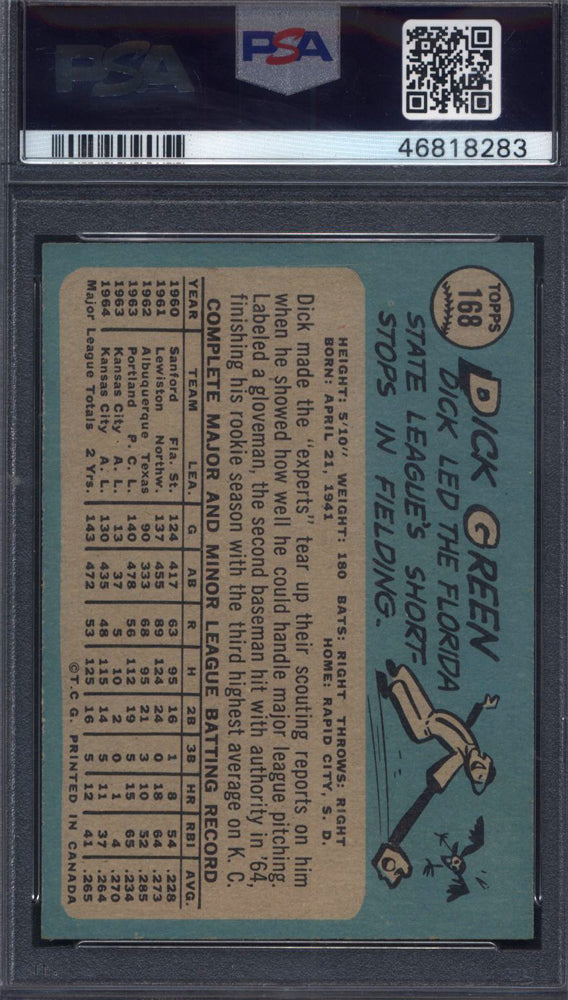 PSA
PSA
46818283
TOPPS
168
DICK GREEN
DICK LED THE FLORIDA
STATE LEAGUE'S SHORT-
STOPS IN FIELDING.
HEIGHT: 5'10" WEIGHT: 180 BATS: RIGHT THROWS: RIGHT
BORN: APRIL 21, 1941 HOME: RAPID CITY, S. D.
Dick made the "experts" tear up their scouting reports on him
when he showed how well he could handle major league pitching.
Labeled a gloveman, the second baseman hit with authority in '64,
finishing his rookie season with the third highest average on K. C.
COMPLETE MAJOR AND MINOR LEAGUE BATTING RECORD
YEAR TEAM LEA. G AB R H 2B 3B HR RBI AVG.
1960 Sanford Fla. St. 124 417 63 95 16 1 8 54 .228
1961 Lewiston Northw. 137 455 89 124 24 0 18 64 .273
1962 Albuquerque Texas 90 333 68 95 21 3 10 52 .285
1963 Portland P. C. L. 140 478 56 112 19 5 15 65 .234
1963 Kansas City A. L. 13 37 5 10 2 0 1 4 .270
1964 Kansas City A. L. 130 435 48 115 14 5 11 37 .264
Major League Totals 2 Yrs. 143 472 53 125 16 5 12 41 .265
©T.C.G. PRINTED IN CANADA